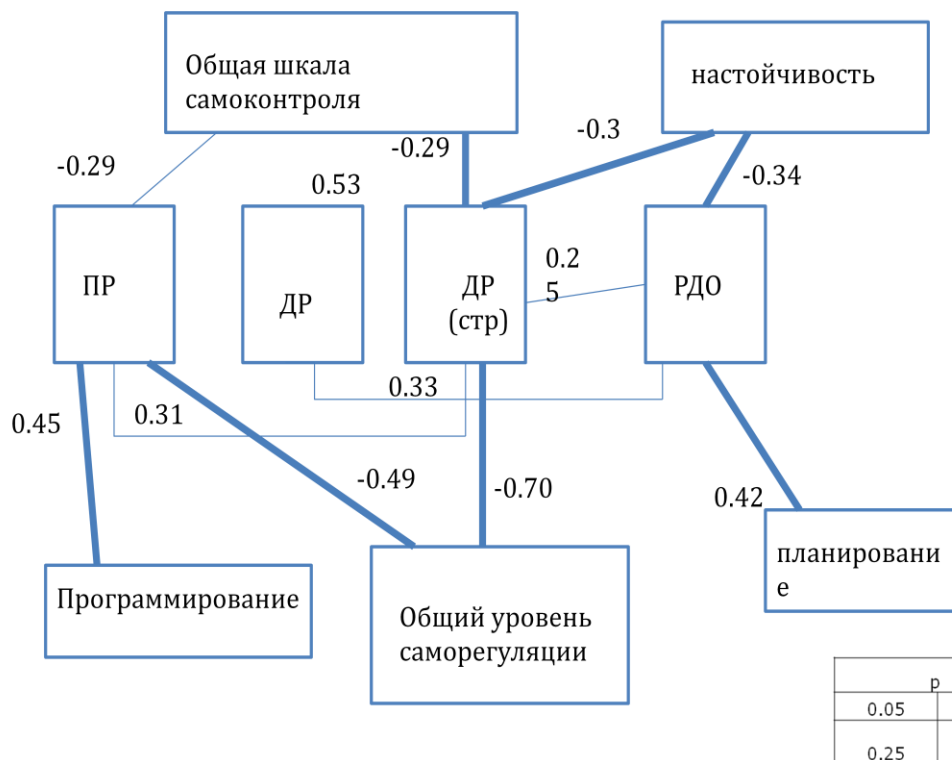 Общая шкала
самоконтроля
настойчивость
-0.29
-0.29
-0.3
-0.34
0.53
ПР
ДР
ДР
(стр)
0.2
5
РДО
0.45
0.31
0.33
-0.49
-0.70
0.42
Программирование
Общий уровень
саморегуляции
планировани
е
p
0.05
0.25